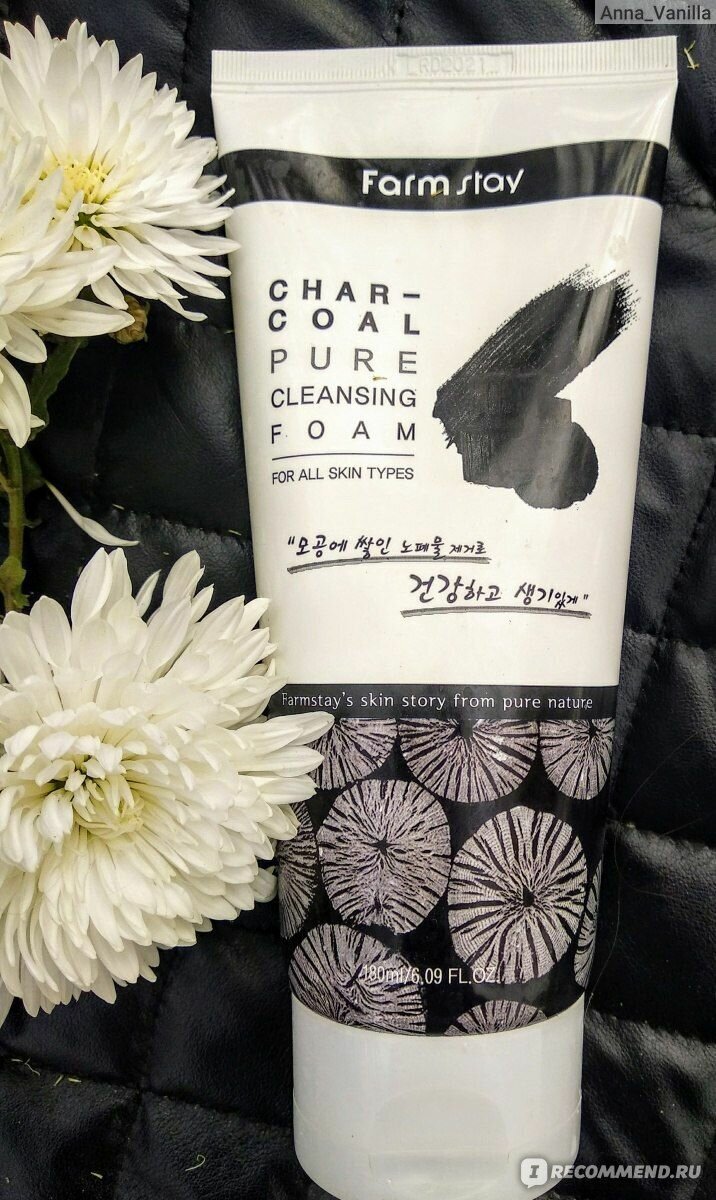 Anna_Vanilla
Farm stay
CHAR-
COAL
PURE
CLEANSING
FOAM
FOR ALL SKIN TYPES
"모공에 쌓인 노폐물 제거로
건강하고 생기있게"
Farmstay's skin story from pure nature
180ml/6.09 FL.OZ.
I RECOMMEND.RU